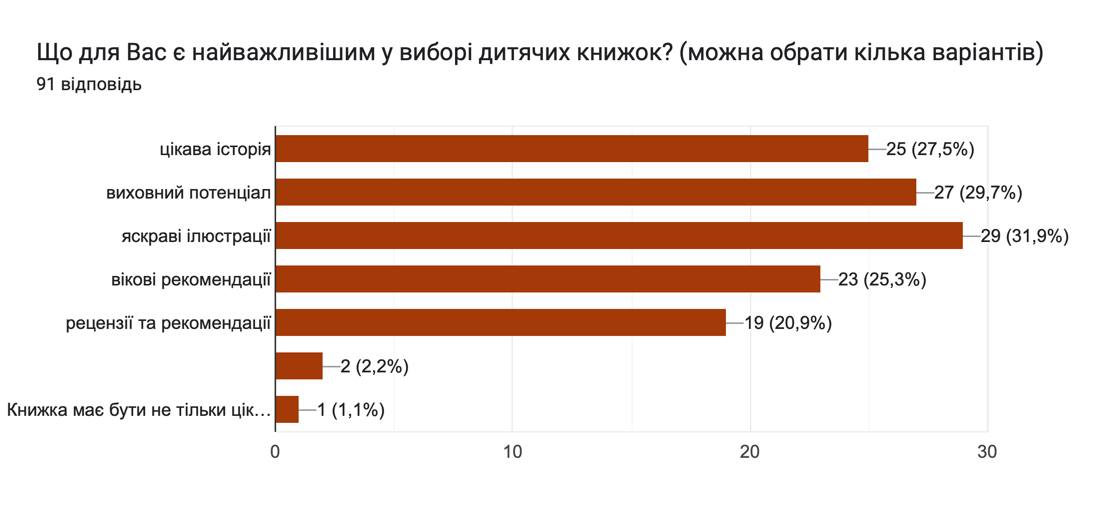 Що для Вас є найважливішим у виборі дитячих книжок? (можна обрати кілька варіантів)
91 відповідь
цікава історія 25 (27,5%)
виховний потенціал 27 (29,7%)
яскраві ілюстрації 29 (31,9%)
вікові рекомендації 23 (25,3%)
рецензії та рекомендації 19 (20,9%)
2 (2,2%)
Книжка має бути не тільки цік… 1 (1,1%)
0 10 20 30